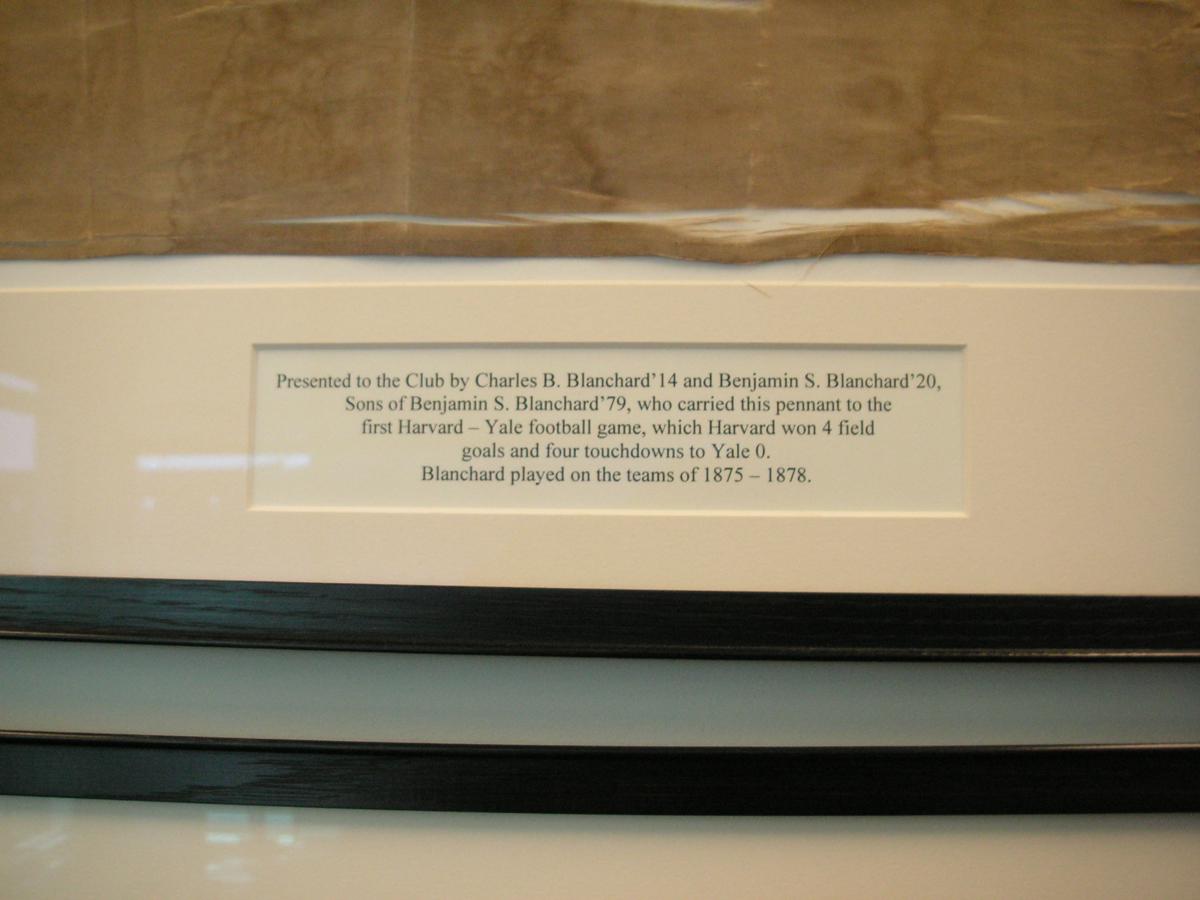 Presented to the Club by Charles B. Blanchard’14 and Benjamin S. Blanchard’20,
Sons of Benjamin S. Blanchard’79, who carried this pennant to the
first Harvard – Yale football game, which Harvard won 4 field
goals and four touchdowns to Yale 0.
Blanchard played on the teams of 1875 – 1878.